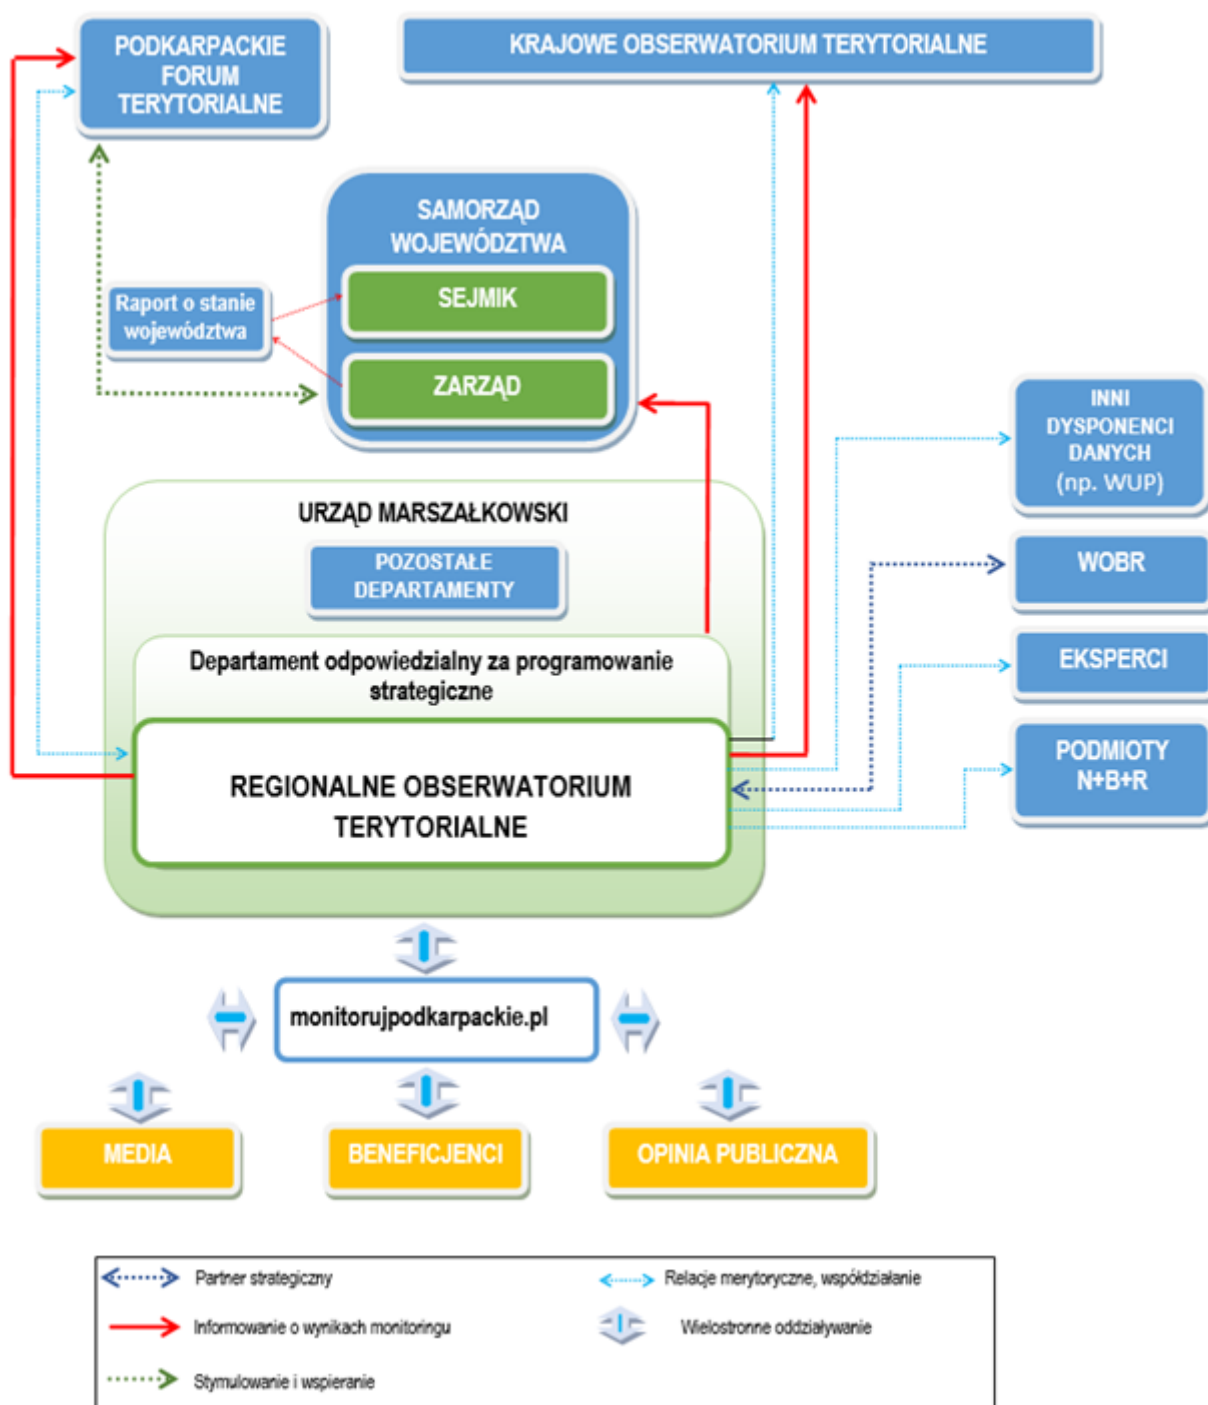 PODKARPACKIE
FORUM
TERYTORIALNE
KRAJOWE OBSERWATORIUM TERYTORIALNE
SAMORZĄD
WOJEWÓDZTWA
SEJMIK
Raport o stanie
województwa
ZARZĄD
INNI
DYSPONENCI
DANYCH
(np. WUP)
URZĄD MARSZAŁKOWSKI
POZOSTAŁE
DEPARTAMENTY
WOBR
Departament odpowiedzialny za programowanie
strategiczne
EKSPERCI
REGIONALNE OBSERWATORIUM
TERYTORIALNE
PODMIOTY
N+B+R
monitorujpodkarpackie.pl
MEDIA
BENEFICJENCI
OPINIA PUBLICZNA
Partner strategiczny
Relacje merytoryczne, współdziałanie
Informowanie o wynikach monitoringu
Wielostronne oddziaływanie
Stymulowanie i wspieranie